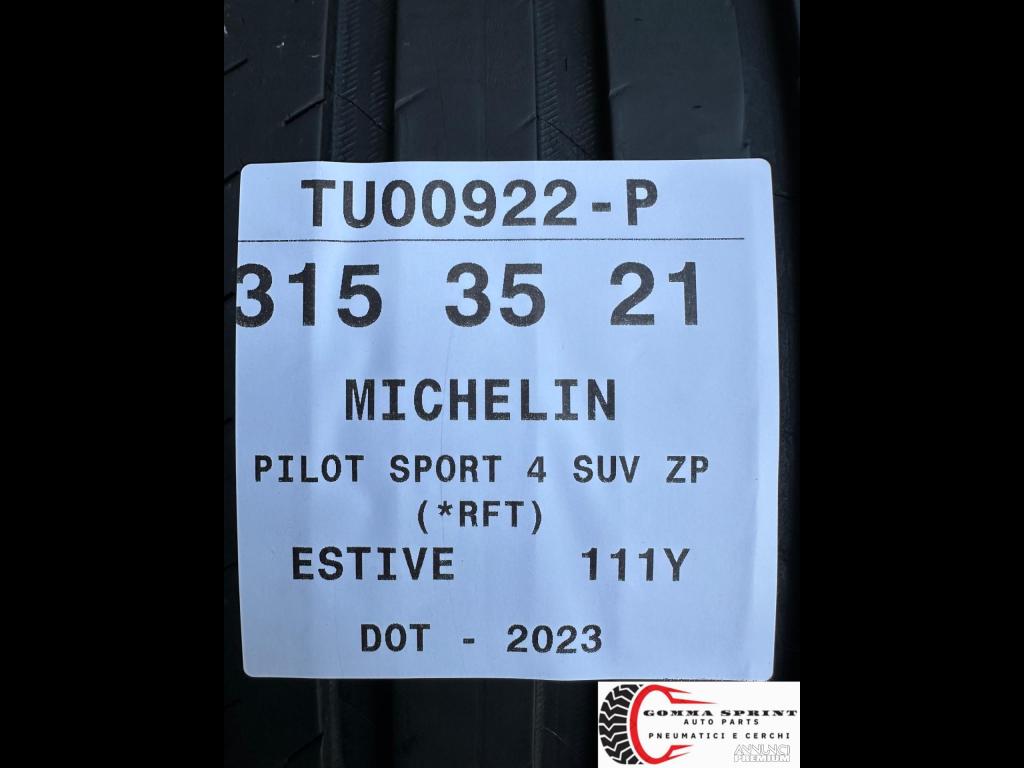 TU00922-P
315 35 21
MICHELIN
PILOT SPORT 4 SUV ZP
(*RFT)
ESTIVE 111Y
DOT - 2023
GOMMA SPRINT
AUTO PARTS
PNEUMATICI E CERCHI
ANNUNCI
PREMIUM